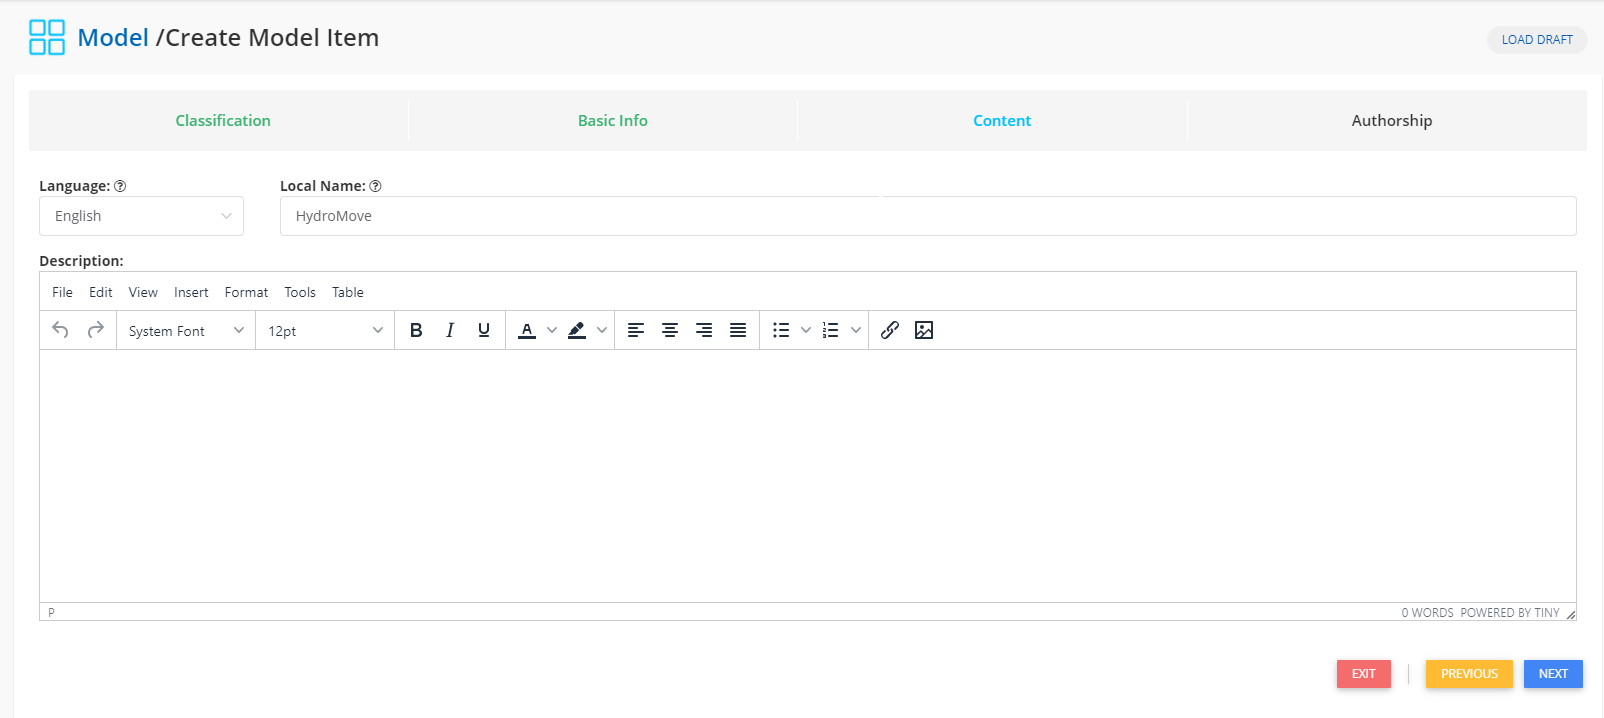 Model /Create Model Item
LOAD DRAFT
Classification Basic Info Content Authorship
Language: Local Name:
English HydroMove
Description:
File Edit View Insert Format Tools Table
System Font 12pt B I U A
P 0 WORDS POWERED BY TINY
EXIT PREVIOUS NEXT